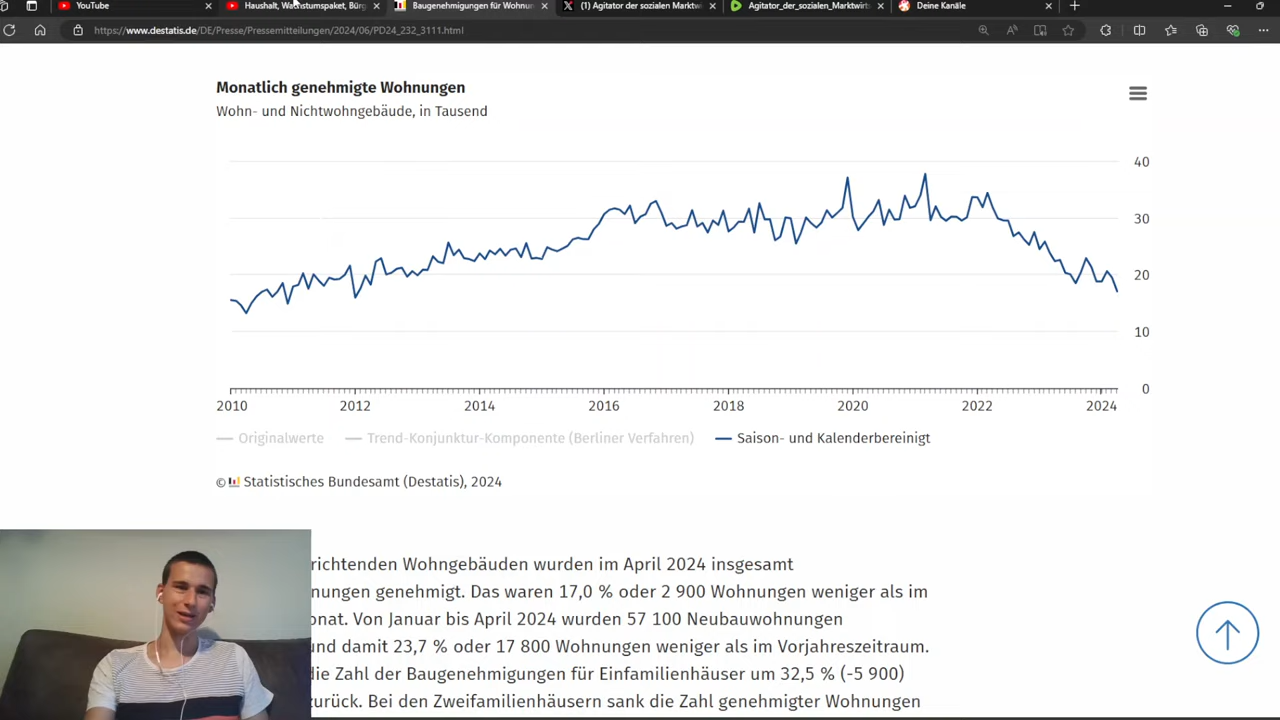 YouTube
Haushalt, Wachstumspaket, Bürg
Baugenehmigungen für Wohnun
(1) Agitator der sozialen Marktw
Agitator_der_sozialen_Marktwirts
Deine Kanäle
https://www.destatis.de/DE/Presse/Pressemitteilungen/2024/06/PD24_232_3111.html
Monatlich genehmigte Wohnungen
Wohn- und Nichtwohngebäude, in Tausend
40
30
20
10
0
2010 2012 2014 2016 2018 2020 2022 2024
Originalwerte Trend-Konjunktur-Komponente (Berliner Verfahren) Saison- und Kalenderbereinigt
© Statistisches Bundesamt (Destatis), 2024
richtenden Wohngebäuden wurden im April 2024 insgesamt
nungen genehmigt. Das waren 17,0 % oder 2 900 Wohnungen weniger als im
onat. Von Januar bis April 2024 wurden 57 100 Neubauwohnungen
und damit 23,7 % oder 17 800 Wohnungen weniger als im Vorjahreszeitraum.
die Zahl der Baugenehmigungen für Einfamilienhäuser um 32,5 % (-5 900)
zurück. Bei den Zweifamilienhäusern sank die Zahl genehmigter Wohnungen